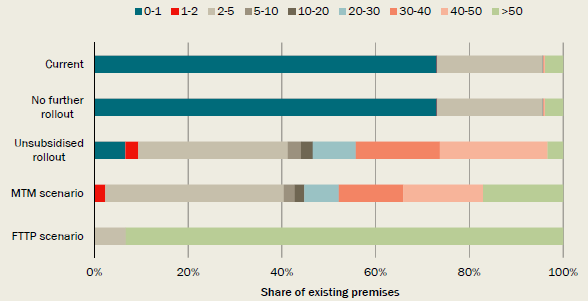 0-1 1-2 2-5 5-10 10-20 20-30 30-40 40-50 >50
Current
No further
rollout
Unsubsidised
rollout
MTM scenario
FTTP scenario
0% 20% 40% 60% 80% 100%
Share of existing premises